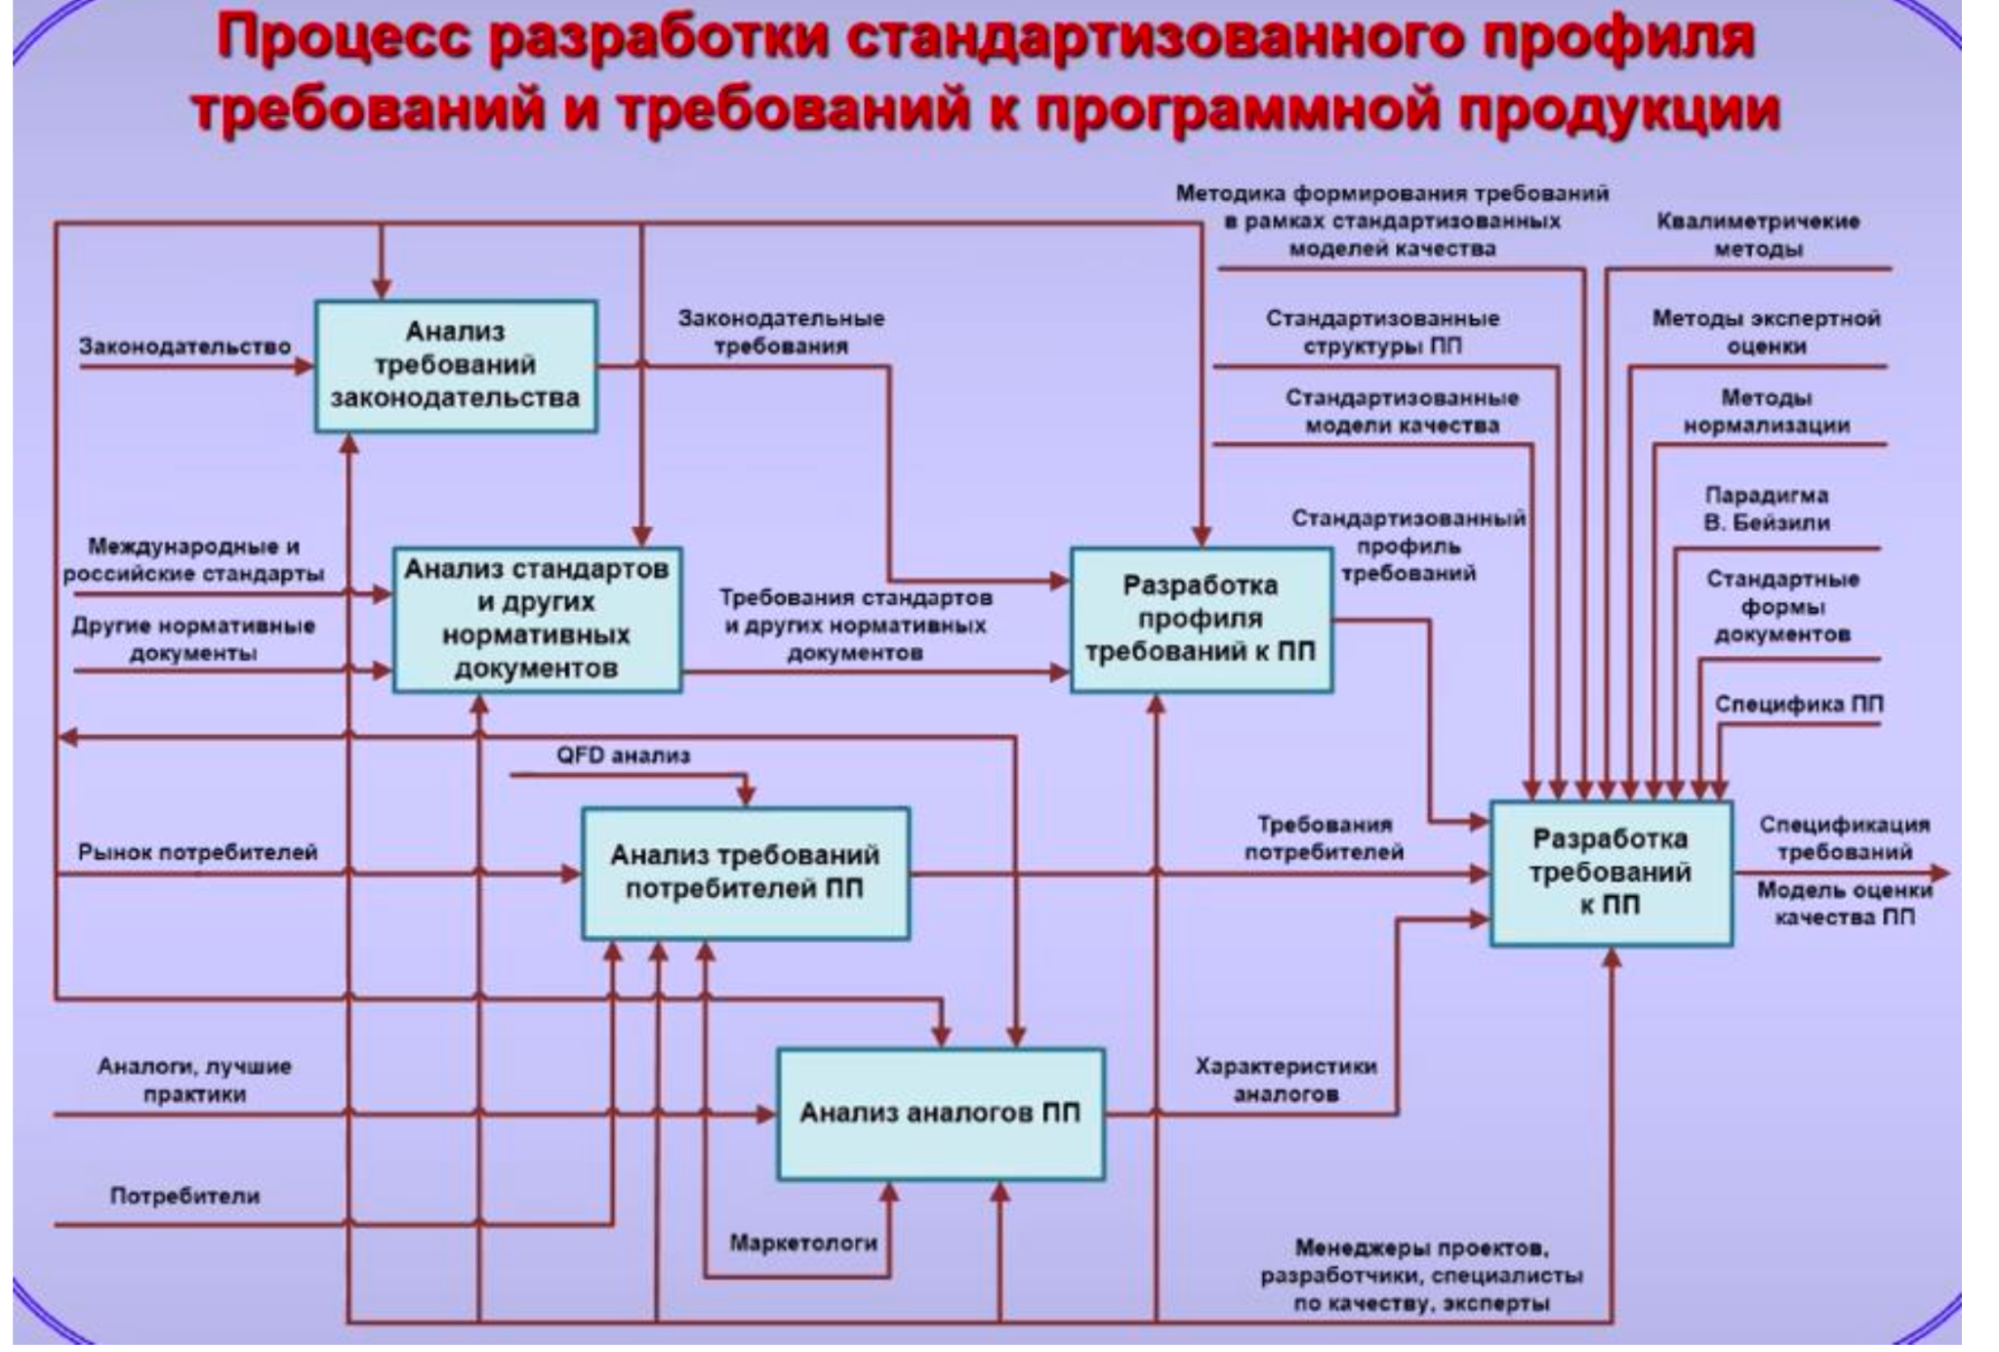 Процесс разработки стандартизованного профиля
требований и требований к программной продукции
Методика формирования требований
в рамках стандартизованных
моделей качества
Квалиметричекие
методы
Законодательство
Анализ
требований
законодательства
Законодательные
требования
Стандартизованные
структуры ПП
Методы экспертной
оценки
Стандартизованные
модели качества
Методы
нормализации
Международные и
российские стандарты
Другие нормативные
документы
Анализ стандартов
и других
нормативных
документов
Требования стандартов
и других нормативных
документов
Разработка
профиля
требований к ПП
Стандартизованный
профиль
требований
Парадигма
В. Бейзили
Стандартные
формы
документов
Специфика ПП
QFD анализ
Рынок потребителей
Анализ требований
потребителей ПП
Требования
потребителей
Разработка
требований
к ПП
Спецификация
требований
Модель оценки
качества ПП
Аналоги, лучшие
практики
Анализ аналогов ПП
Характеристики
аналогов
Потребители
Маркетологи
Менеджеры проектов,
разработчики, специалисты
по качеству, эксперты